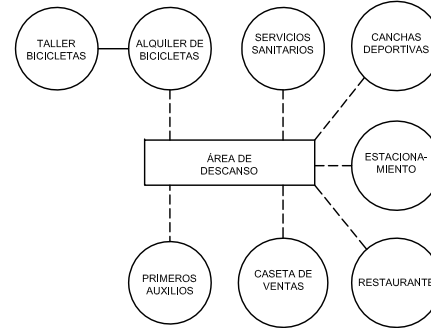 TALLER
BICICLETAS
ALQUILER DE
BICICLETAS
SERVICIOS
SANITARIOS
CANCHAS
DEPORTIVAS
ÁREA DE
DESCANSO
ESTACIONA-
MIENTO
PRIMEROS
AUXILIOS
CASETA DE
VENTAS
RESTAURANTE